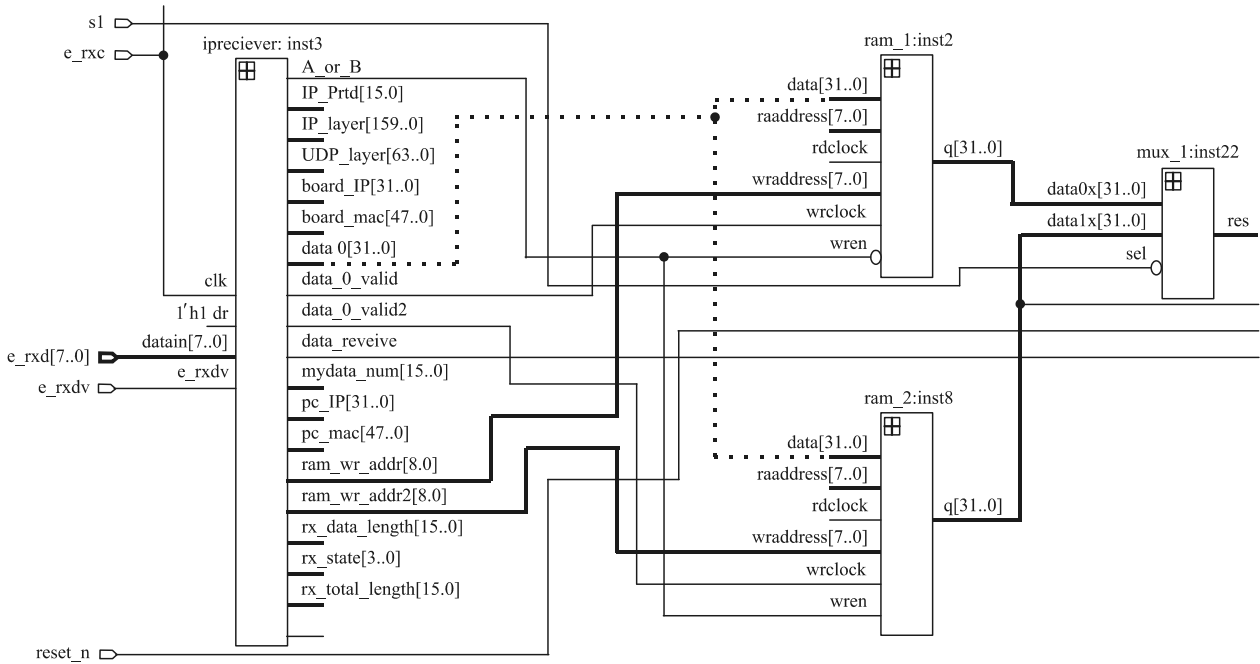 s1
e_rxc
ipreciever: inst3
A_or_B
IP_Prtd[15.0]
IP_layer[159..0]
UDP_layer[63..0]
board_IP[31..0]
board_mac[47..0]
data 0[31..0]
data_0_valid
data_0_valid2
data_reveive
mydata_num[15..0]
pc_IP[31..0]
pc_mac[47..0]
ram_wr_addr[8.0]
ram_wr_addr2[8.0]
rx_data_length[15..0]
rx_state[3..0]
rx_total_length[15.0]
clk
1′h1 dr
datain[7..0]
e_rxdv
e_rxd[7..0]
e_rxdv
reset_n
ram_1:inst2
data[31..0]
raaddress[7..0]
rdclock
wraddress[7..0]
wrclock
wren
q[31..0]
mux_1:inst22
data0x[31..0]
data1x[31..0]
sel
res
ram_2:inst8
data[31..0]
raaddress[7..0]
rdclock
wraddress[7..0]
wrclock
wren
q[31..0]